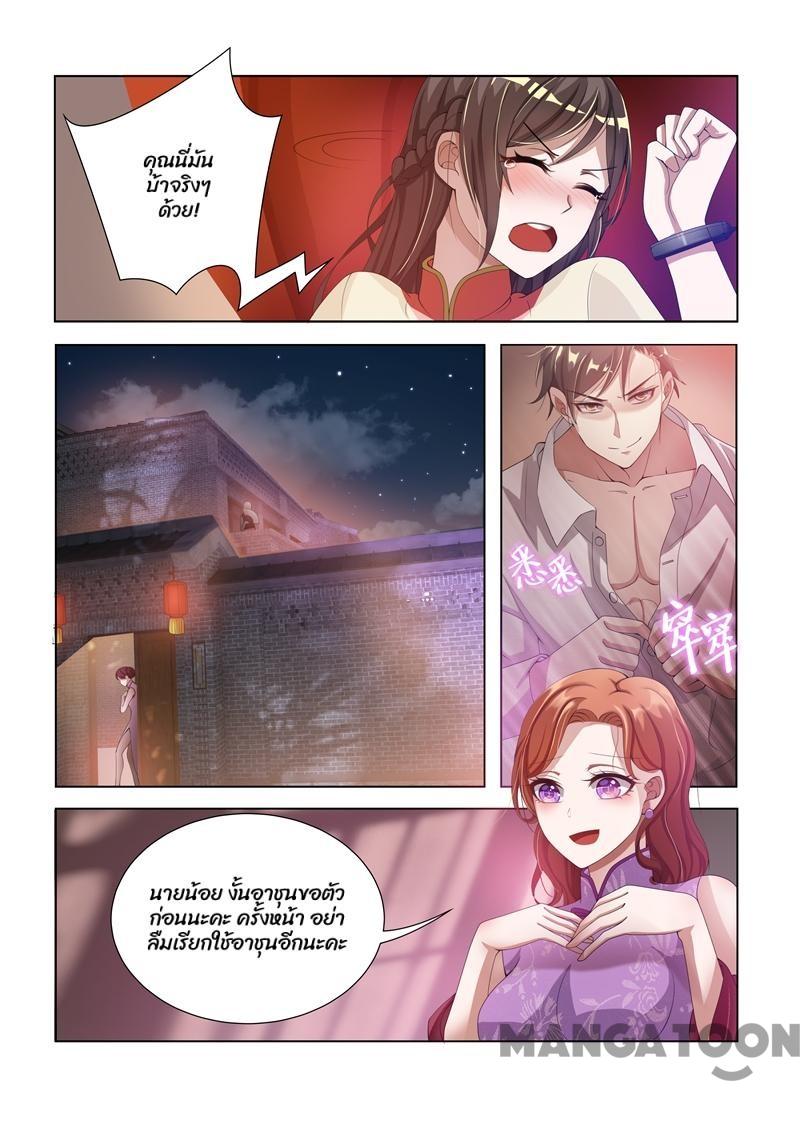 คุณนี่มัน
บ้าจริงๆ
ด้วย!
悉悉
窣窣
นายน้อย งั้นอาชุนขอตัว
ก่อนนะคะ ครั้งหน้า อย่า
ลืมเรียกใช้อาชุนอีกนะคะ
MANGATOON